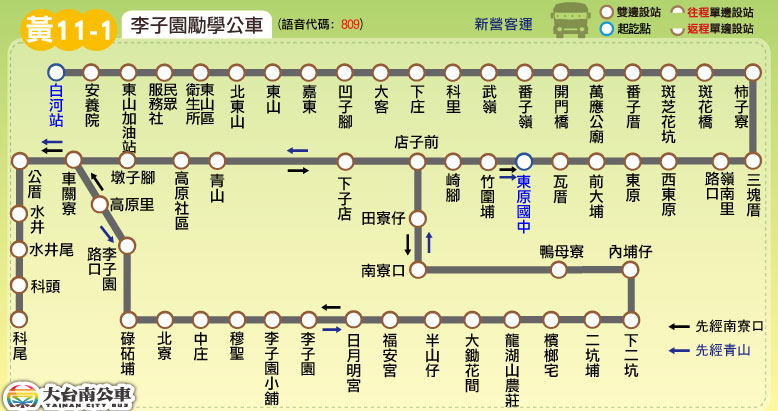 黃11-1
李子園勵學公車
(語音代碼：809)
新營客運
雙邊設站
起訖點
往程單邊設站
返程單邊設站
白河站
安養院
東山加油站
民眾服務社
東山區衛生所
北東山
東山
嘉東
凹子腳
大客
下庄
科里
武嶺
番子嶺
開門橋
萬應公廟
番子厝
斑芝花坑
斑花橋
柿子寮
三塊厝
嶺南里路口
西東原
東原
前大埔
瓦厝
東原國中
竹圍埔
崎腳
店子前
下子店
青山
高原社區
墩子腳
車關寮
公厝
水井
水井尾
科頭
科尾
高原里
李子園路口
田寮仔
南寮口
鴨母寮
內埔仔
碌砳埔
北寮
中庄
穆聖
李子園小舖
李子園
日月明宮
福安宮
半山仔
大鋤花間
龍湖山農莊
檳榔宅
二坑埔
下二坑
先經南寮口
先經青山
大台南公車
TAINAN CITY BUS